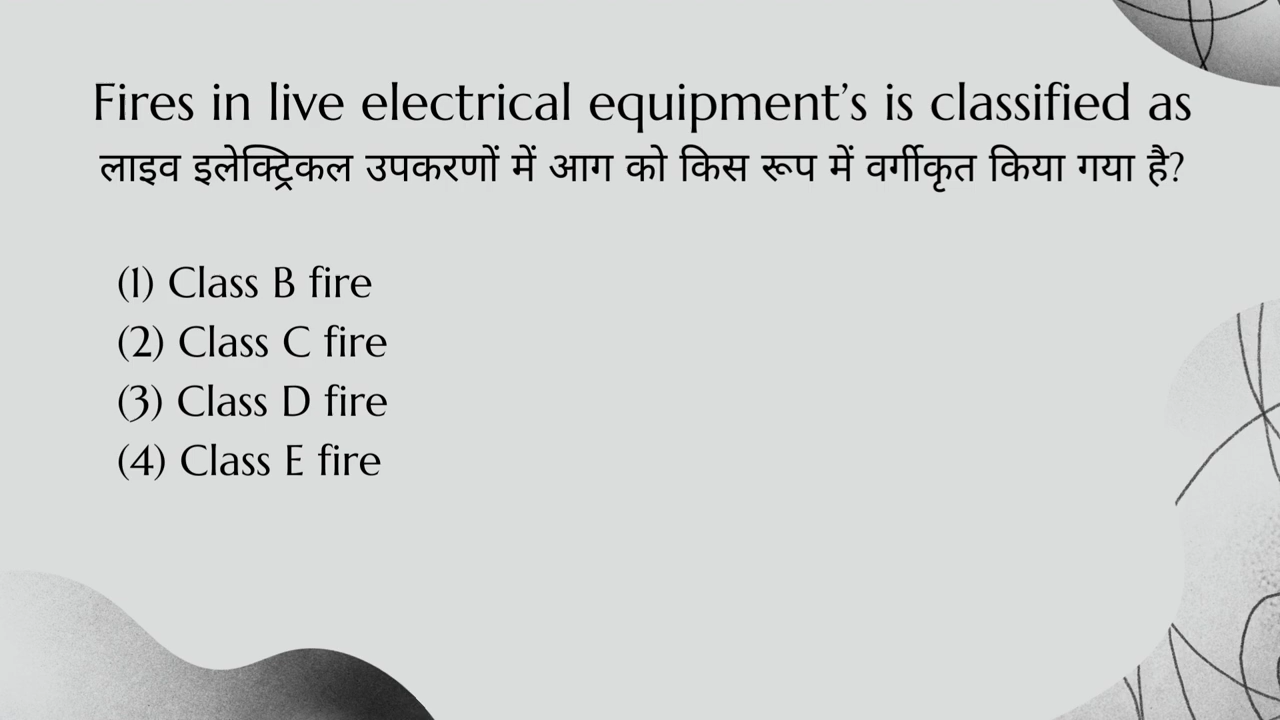 Fires in live electrical equipment’s is classified as
लाइव इलेक्ट्रिकल उपकरणों में आग को किस रूप में वर्गीकृत किया गया है?
(1) Class B fire
(2) Class C fire
(3) Class D fire
(4) Class E fire